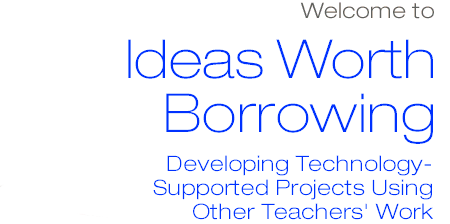 Welcome to
Ideas Worth
Borrowing
Developing Technology-
Supported Projects Using
Other Teachers' Work